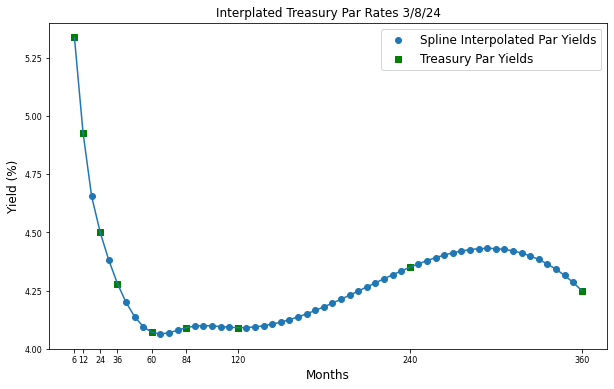 Interplated Treasury Par Rates 3/8/24
Spline Interpolated Par Yields
Treasury Par Yields
Yield (%)
5.25
5.00
4.75
4.50
4.25
4.00
6 12 24 36 60 84 120 240 360
Months